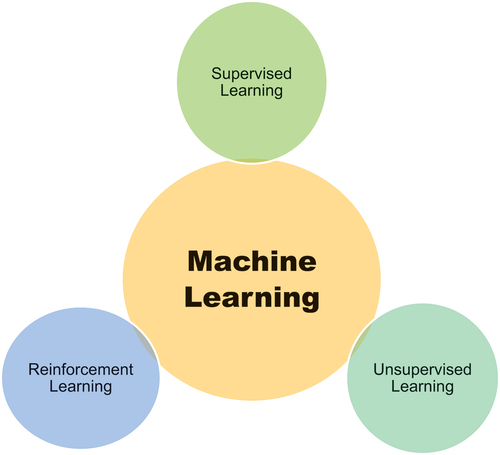 Supervised
Learning
Machine
Learning
Reinforcement
Learning
Unsupervised
Learning